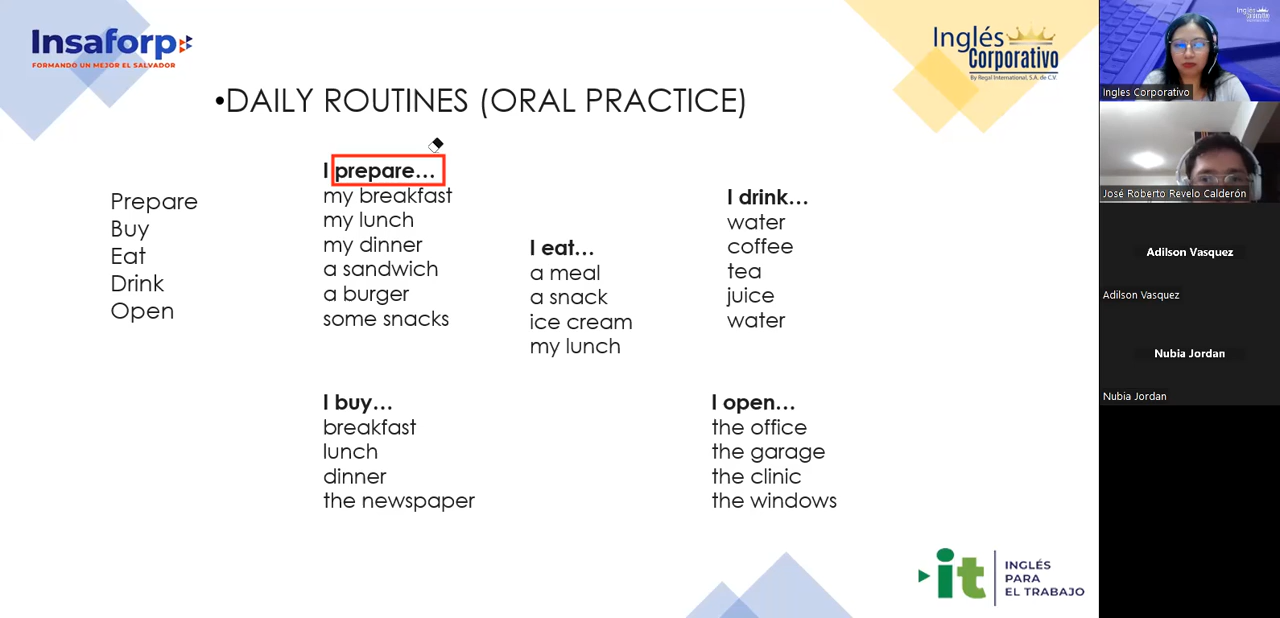 Insaforp
FORMANDO UN MEJOR EL SALVADOR
Inglés
Corporativo
By Regal International, S.A. de C.V.
•DAILY ROUTINES (ORAL PRACTICE)
Prepare
Buy
Eat
Drink
Open
I prepare…
my breakfast
my lunch
my dinner
a sandwich
a burger
some snacks
I eat…
a meal
a snack
ice cream
my lunch
I drink…
water
coffee
tea
juice
water
I buy…
breakfast
lunch
dinner
the newspaper
I open…
the office
the garage
the clinic
the windows
it
INGLÉS
PARA
EL TRABAJO
Ingles Corporativo
José Roberto Revelo Calderón
Adilson Vasquez
Adilson Vasquez
Nubia Jordan
Nubia Jordan